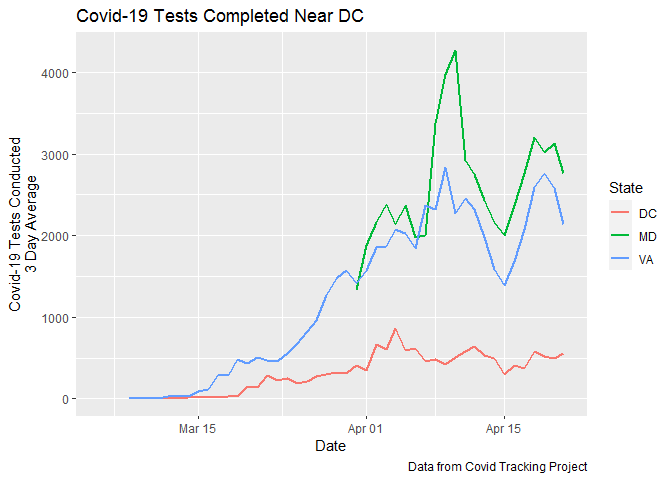 Covid-19 Tests Completed Near DC
Covid-19 Tests Conducted
3 Day Average
4000
3000
2000
1000
0
Mar 15
Apr 01
Apr 15
Date
State
DC
MD
VA
Data from Covid Tracking Project